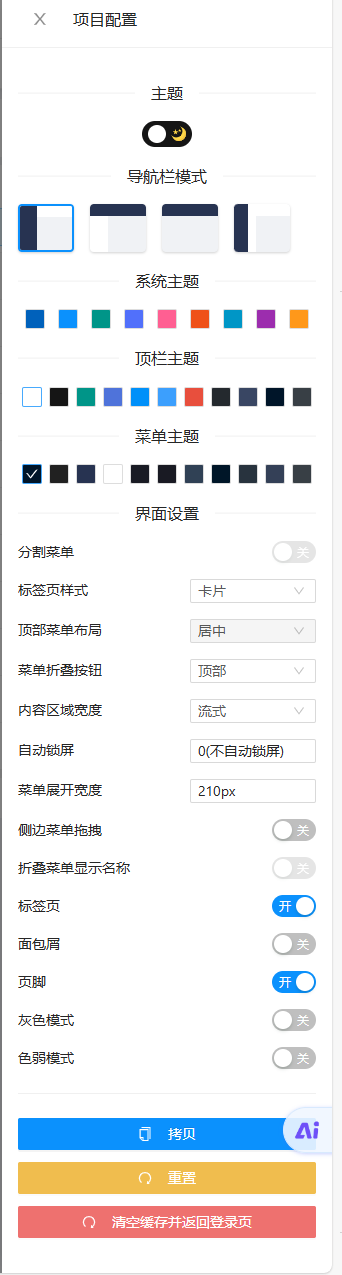 项目配置
主题
导航栏模式
系统主题
顶栏主题
菜单主题
界面设置
分割菜单 关
标签页样式 卡片
顶部菜单布局 居中
菜单折叠按钮 顶部
内容区域宽度 流式
自动锁屏 0(不自动锁屏)
菜单展开宽度 210px
侧边菜单拖拽 关
折叠菜单显示名称 关
标签页 开
面包屑 关
页脚 开
灰色模式 关
色弱模式 关
拷贝
Ai
重置
清空缓存并返回登录页